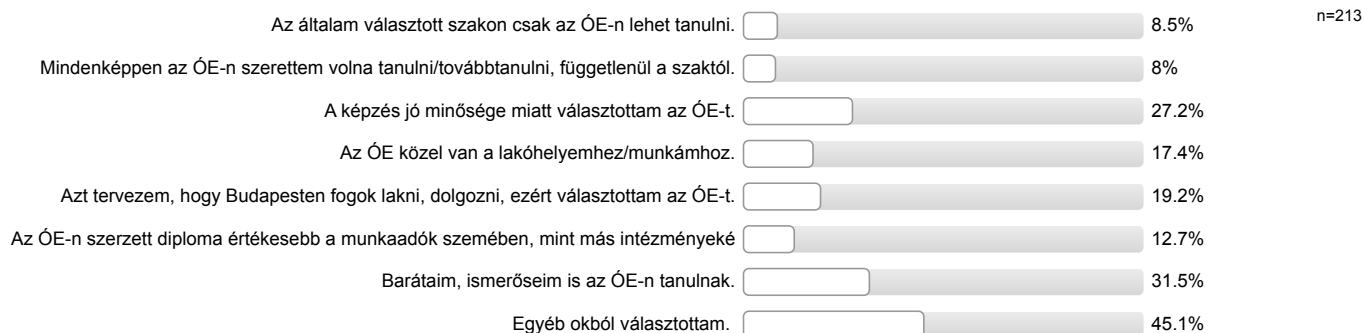 Az általam választott szakon csak az ÓE-n lehet tanulni. 8.5% n=213
Mindenképpen az ÓE-n szerettem volna tanulni/továbbtanulni, függetlenül a szaktól. 8%
A képzés jó minősége miatt választottam az ÓE-t. 27.2%
Az ÓE közel van a lakóhelyemhez/munkámhoz. 17.4%
Azt tervezem, hogy Budapesten fogok lakni, dolgozni, ezért választottam az ÓE-t. 19.2%
Az ÓE-n szerzett diploma értékesebb a munkaadók szemében, mint más intézményeké 12.7%
Barátaim, ismerőseim is az ÓE-n tanulnak. 31.5%
Egyéb okból választottam. 45.1%